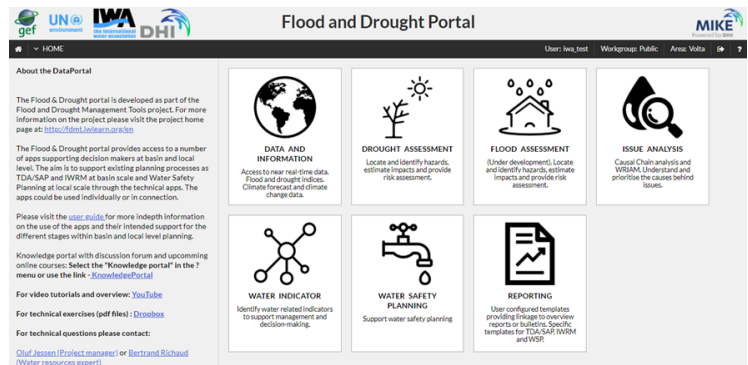 gef
UN
environment
IWA
the international
water association
DHI
Flood and Drought Portal
MIKE
Powered by DHI
HOME
User: iwa_test
Workgroup: Public
Area: Volta
?
About the DataPortal
The Flood & Drought portal is developed as part of the
Flood and Drought Management Tools project. For more
information on the project please visit the project home
page at: http://fdmt.iwlearn.org/en
The Flood & Drought portal provides access to a number
of apps supporting decision makers at basin and local
level. The aim is to support existing planning processes as
TDA/SAP and IWRM at basin scale and Water Safety
Planning at local scale through the technical apps. The
apps could be used individually or in connection.
Please visit the user guide for more indepth information
on the use of the apps and their intended support for the
different stages within basin and local level planning.
Knowledge portal with discussion forum and upcomming
online courses: Select the "Knowledge portal" in the ?
menu or use the link - KnowledgePortal
For video tutorials and overview: YouTube
For technical exercises (pdf files) : Dropbox
For technical questions please contact:
Oluf Jessen (Project manager) or Bertrand Richaud
(Water resources expert)
DATA AND
INFORMATION
Access to near real-time data.
Flood and drought indices.
Climate forecast and climate
change data.
DROUGHT ASSESSMENT
Locate and identify hazards,
estimate impacts and provide
risk assessment.
FLOOD ASSESSMENT
(Under development). Locate
and identify hazards, estimate
impacts and provide risk
assessment.
ISSUE ANALYSIS
Causal Chain analysis and
WRIAM. Understand and
prioritise the causes behind
issues.
WATER INDICATOR
Identify water related indicators
to support management and
decision-making.
WATER SAFETY
PLANNING
Support water safety planning
REPORTING
User configured templates
providing linkage to overview
reports or bulletins. Specific
templates for TDA/SAP, IWRM
and WSP.